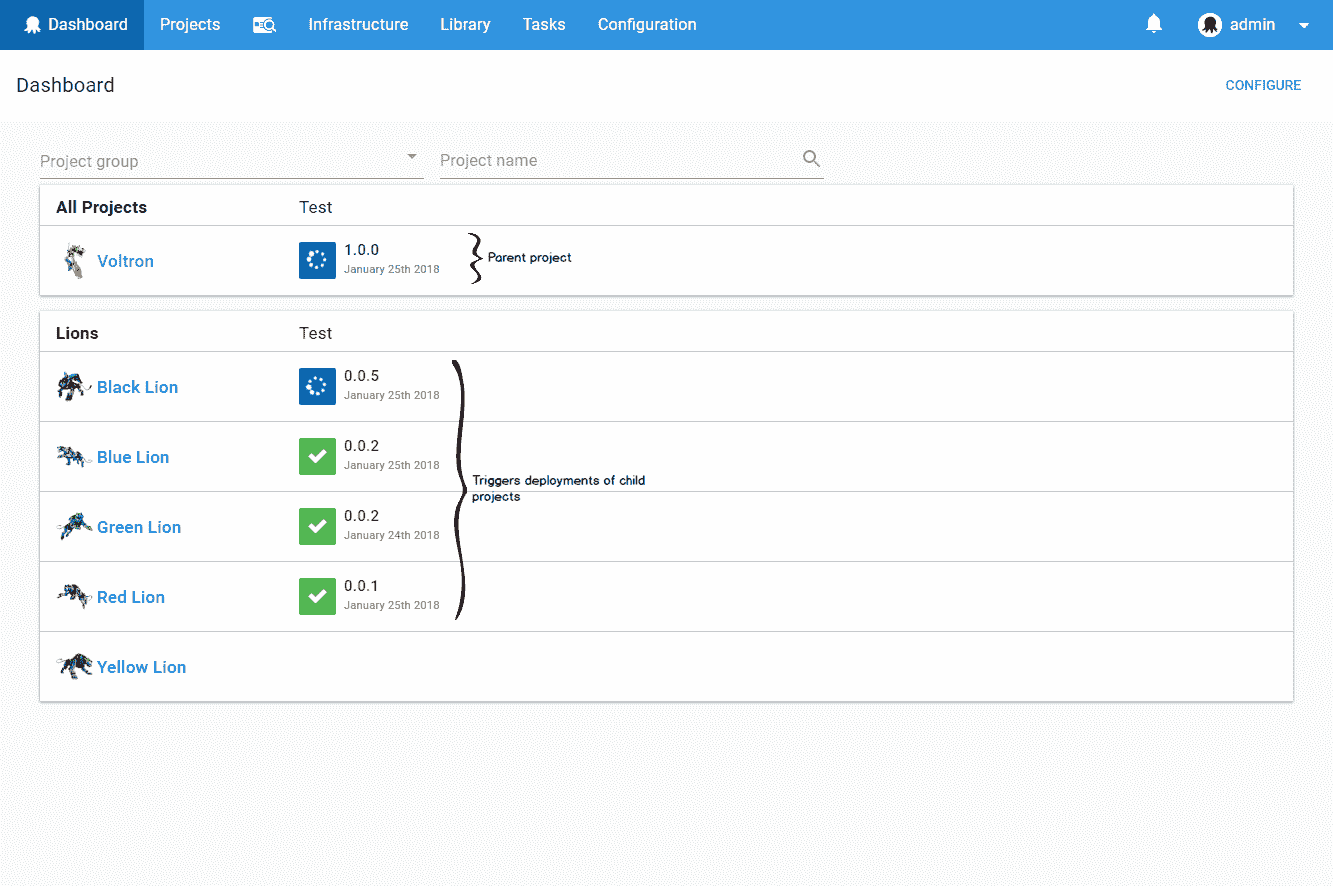 Dashboard Projects Infrastructure Library Tasks Configuration admin
Dashboard CONFIGURE
Project group Project name
All Projects Test
Voltron 1.0.0
January 25th 2018
Parent project
Lions Test
Black Lion 0.0.5
January 25th 2018
Blue Lion 0.0.2
January 25th 2018
Triggers deployments of child
projects
Green Lion 0.0.2
January 24th 2018
Red Lion 0.0.1
January 25th 2018
Yellow Lion